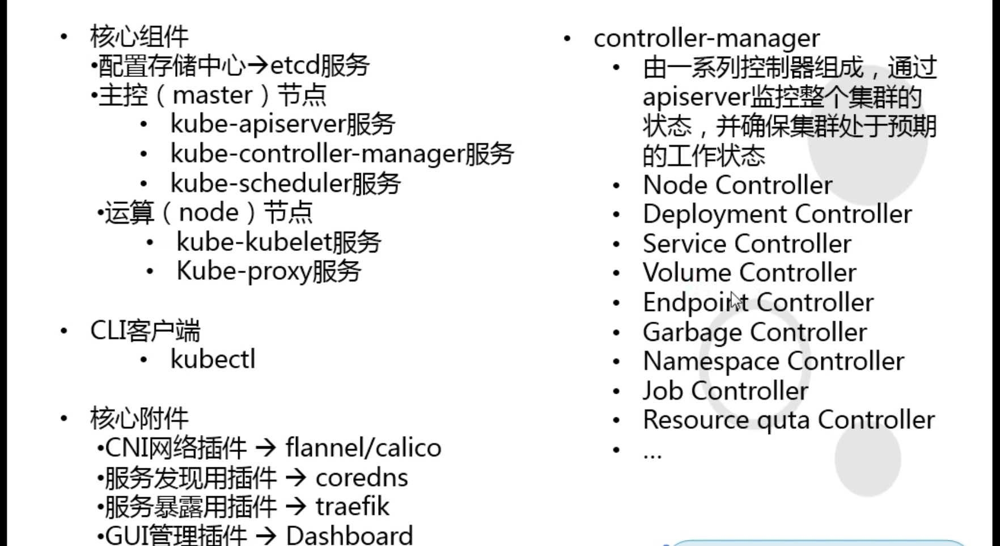 • 核心组件
•配置存储中心→etcd服务
•主控（master）节点
• kube-apiserver服务
• kube-controller-manager服务
• kube-scheduler服务
•运算（node）节点
• kube-kubelet服务
• Kube-proxy服务
• CLI客户端
• kubectl
• 核心附件
•CNI网络插件 → flannel/calico
•服务发现用插件 → coredns
•服务暴露用插件 → traefik
•GUI管理插件 → Dashboard
• controller-manager
• 由一系列控制器组成，通过
apiserver监控整个集群的
状态，并确保集群处于预期
的工作状态
• Node Controller
• Deployment Controller
• Service Controller
• Volume Controller
• Endpoint Controller
• Garbage Controller
• Namespace Controller
• Job Controller
• Resource quta Controller
• ...